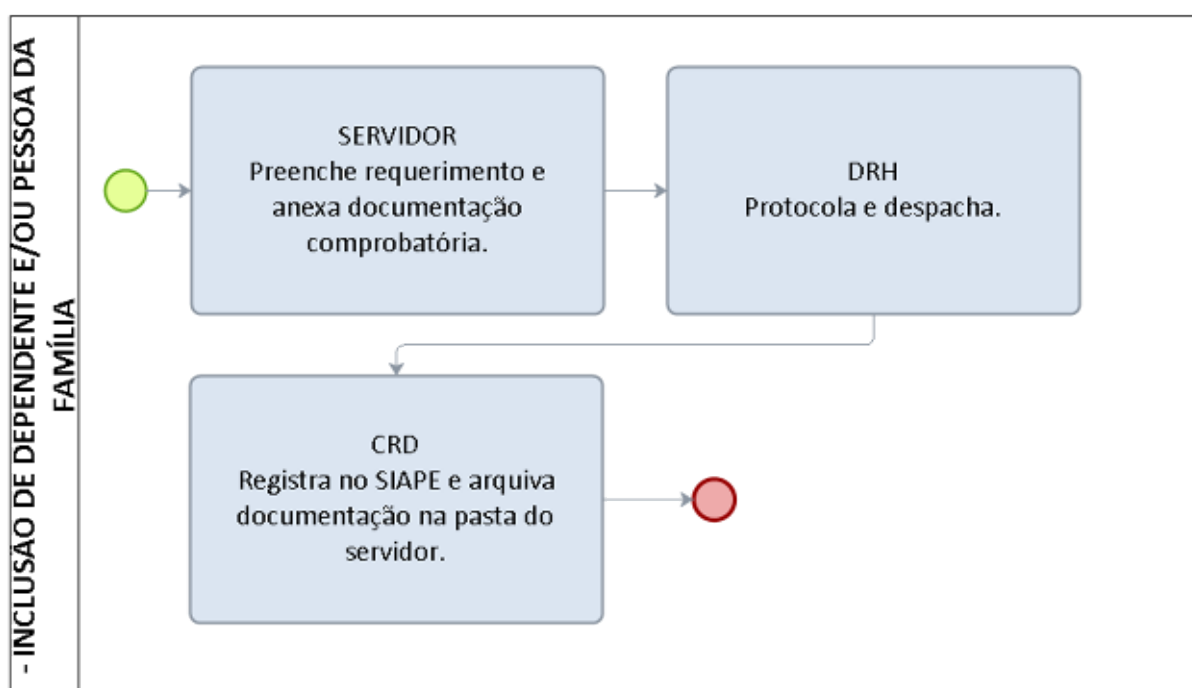 - INCLUSÃO DE DEPENDENTE E/OU PESSOA DA
FAMÍLIA
SERVIDOR
Preenche requerimento e
anexa documentação
comprobatória.
DRH
Protocola e despacha.
CRD
Registra no SIAPE e arquiva
documentação na pasta do
servidor.